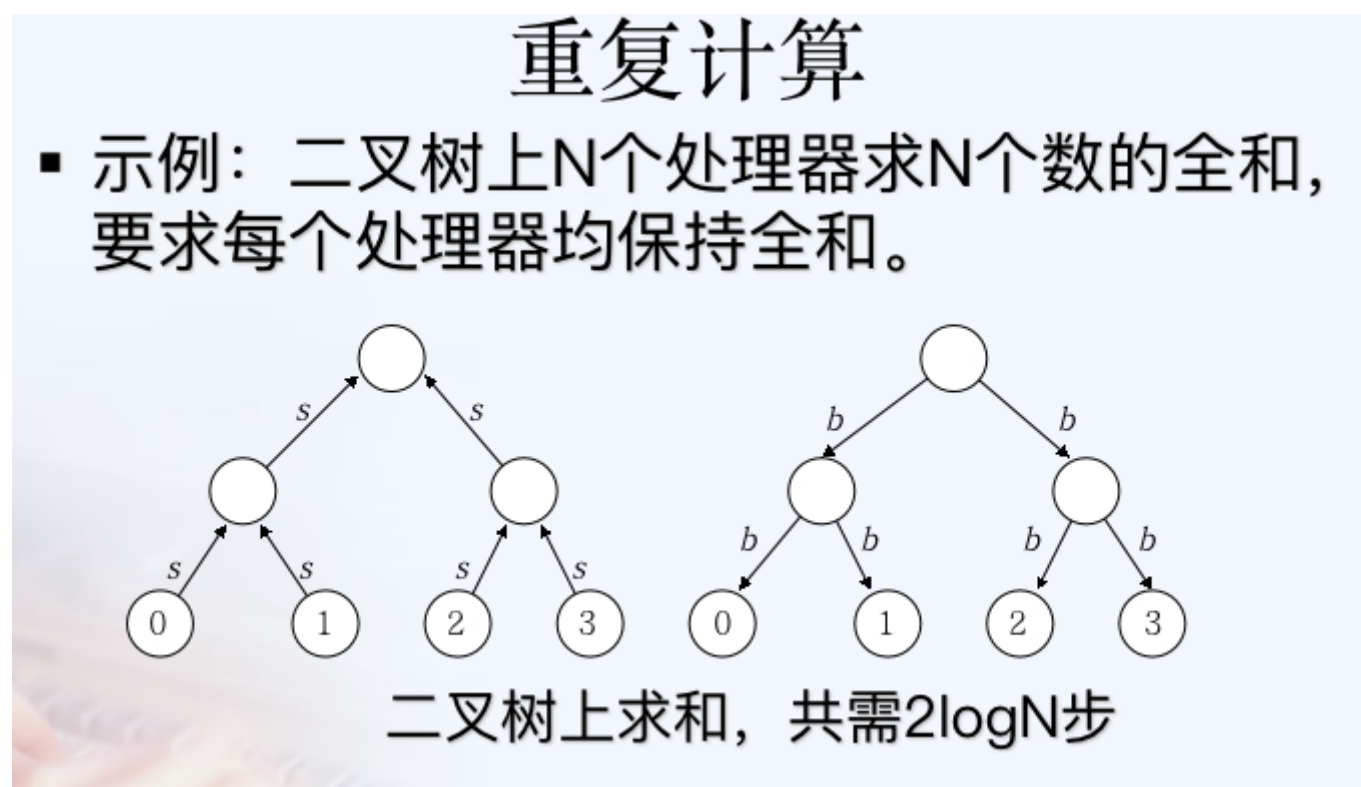 重复计算
▪ 示例：二叉树上N个处理器求N个数的全和，
要求每个处理器均保持全和。
s s b b
s s s s b b b b
0 1 2 3 0 1 2 3
二叉树上求和，共需2logN步